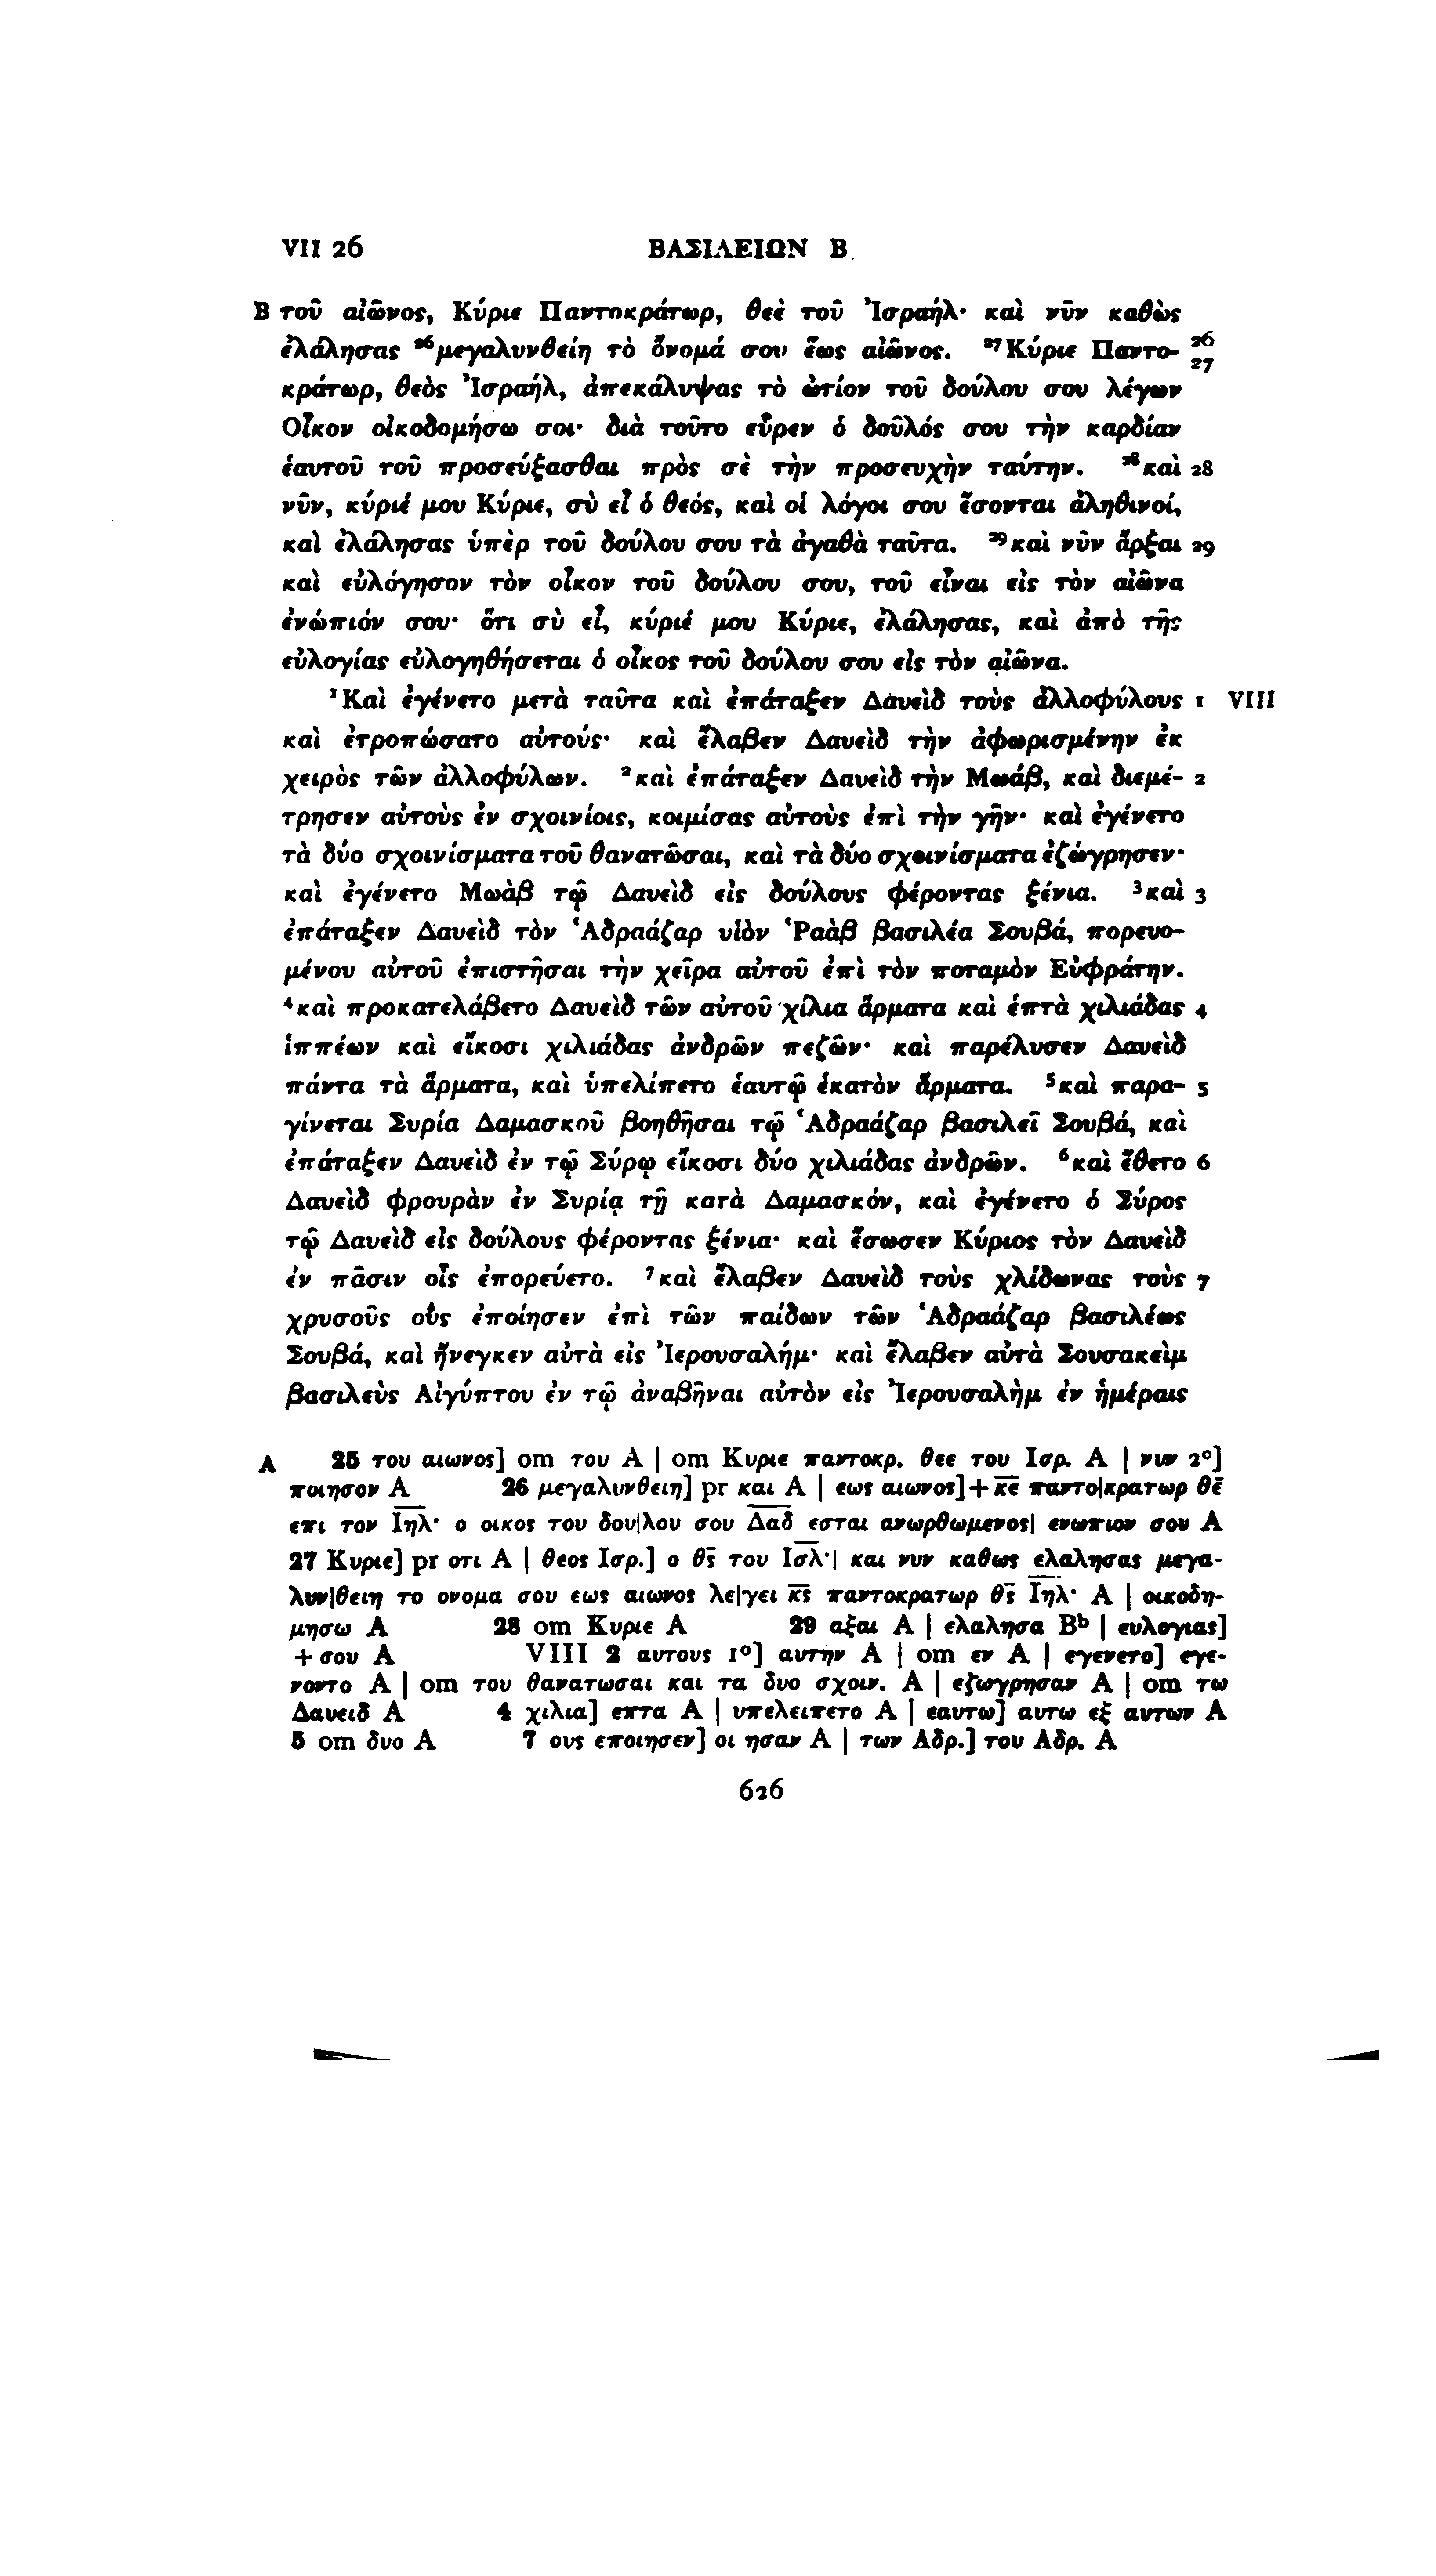 VII 26 ΒΑΣΙΛΕΙΩΝ Β
B τοῦ αἰῶνος, Κύριε Παντοκράτωρ, θεὲ τοῦ Ἰσραήλ· καὶ νῦν καθὼς
ἐλάλησας ²⁶μεγαλυνθείη τὸ ὄνομά σου ἕως αἰῶνος. ²⁷Κύριε Παντο- 26 27
κράτωρ, θεὸς Ἰσραήλ, ἀπεκάλυψας τὸ ὠτίον τοῦ δούλου σου λέγων
Οἶκον οἰκοδομήσω σοι· διὰ τοῦτο εὗρεν ὁ δοῦλός σου τὴν καρδίαν
ἑαυτοῦ τοῦ προσεύξασθαι πρὸς σὲ τὴν προσευχὴν ταύτην. ²⁸καὶ 28
νῦν, κύριέ μου Κύριε, σὺ εἶ ὁ θεός, καὶ οἱ λόγοι σου ἔσονται ἀληθινοί,
καὶ ἐλάλησας ὑπὲρ τοῦ δούλου σου τὰ ἀγαθὰ ταῦτα. ²⁹καὶ νῦν ἄρξαι 29
καὶ εὐλόγησον τὸν οἶκον τοῦ δούλου σου, τοῦ εἶναι εἰς τὸν αἰῶνα
ἐνώπιόν σου· ὅτι σὺ εἶ, κύριέ μου Κύριε, ἐλάλησας, καὶ ἀπὸ τῆς
εὐλογίας εὐλογηθήσεται ὁ οἶκος τοῦ δούλου σου εἰς τὸν αἰῶνα.
¹Καὶ ἐγένετο μετὰ ταῦτα καὶ ἐπάταξεν Δαυεὶδ τοὺς ἀλλοφύλους 1 VIII
καὶ ἐτροπώσατο αὐτούς· καὶ ἔλαβεν Δαυεὶδ τὴν ἀφωρισμένην ἐκ
χειρὸς τῶν ἀλλοφύλων. ²καὶ ἐπάταξεν Δαυεὶδ τὴν Μωάβ, καὶ διεμέ- 2
τρησεν αὐτοὺς ἐν σχοινίοις, κοιμίσας αὐτοὺς ἐπὶ τὴν γῆν· καὶ ἐγένετο
τὰ δύο σχοινίσματα τοῦ θανατῶσαι, καὶ τὰ δύο σχοινίσματα ἐζώγρησεν·
καὶ ἐγένετο Μωὰβ τῷ Δαυεὶδ εἰς δούλους φέροντας ξένια. ³καὶ 3
ἐπάταξεν Δαυεὶδ τὸν Ἁδραάζαρ υἱὸν Ῥαὰβ βασιλέα Σουβά, πορευο-
μένου αὐτοῦ ἐπιστῆσαι τὴν χεῖρα αὐτοῦ ἐπὶ τὸν ποταμὸν Εὐφράτην.
⁴καὶ προκατελάβετο Δαυεὶδ τῶν αὐτοῦ χίλια ἅρματα καὶ ἑπτὰ χιλιάδας 4
ἱππέων καὶ εἴκοσι χιλιάδας ἀνδρῶν πεζῶν· καὶ παρέλυσεν Δαυεὶδ
πάντα τὰ ἅρματα, καὶ ὑπελίπετο ἑαυτῷ ἑκατὸν ἅρματα. ⁵καὶ παρα- 5
γίνεται Συρία Δαμασκοῦ βοηθῆσαι τῷ Ἁδραάζαρ βασιλεῖ Σουβά, καὶ
ἐπάταξεν Δαυεὶδ ἐν τῷ Σύρῳ εἴκοσι δύο χιλιάδας ἀνδρῶν. ⁶καὶ ἔθετο 6
Δαυεὶδ φρουρὰν ἐν Συρίᾳ τῇ κατὰ Δαμασκόν, καὶ ἐγένετο ὁ Σύρος
τῷ Δαυεὶδ εἰς δούλους φέροντας ξένια· καὶ ἔσωσεν Κύριος τὸν Δαυεὶδ
ἐν πᾶσιν οἷς ἐπορεύετο. ⁷καὶ ἔλαβεν Δαυεὶδ τοὺς χλίδωνας τοὺς 7
χρυσοῦς οὓς ἐποίησεν ἐπὶ τῶν παίδων τῶν Ἁδραάζαρ βασιλέως
Σουβά, καὶ ἤνεγκεν αὐτὰ εἰς Ἰερουσαλήμ· καὶ ἔλαβεν αὐτὰ Σουσακεὶμ
βασιλεὺς Αἰγύπτου ἐν τῷ ἀναβῆναι αὐτὸν εἰς Ἰερουσαλὴμ ἐν ἡμέραις
A 25 του αιωνος] om του A | om Κυριε παντοκρ. θεε του Ισρ. A | νυν 2°]
ποιησον A 26 μεγαλυνθειη] pr και A | εως αιωνος]+κ̅ε̅ παντο|κρατωρ θ̅ε̅
επι τον Ι̅η̅λ̅· ο οικος του δου|λου σου Δ̅α̅δ̅ εσται ανωρθωμενος| ενωπιον σου A
27 Κυριε] pr οτι A | θεος Ισρ.] ο θ̅ς̅ του Ι̅σ̅λ̅·| και νυν καθως ελαλησας μεγα-
λυν|θειη το ονομα σου εως αιωνος λε|γει κ̅ς̅ παντοκρατωρ θ̅ς̅ Ι̅η̅λ̅· A | οικοδη-
μησω A 28 om Κυριε A 29 αξαι A | ελαλησα Bᵇ | ευλογιας]
+σου A VIII 2 αυτους 1°] αυτην A | om εν A | εγενετο] εγε-
νοντο A | om του θανατωσαι και τα δυο σχοιν. A | εζωγρησαν A | om τω
Δαυειδ A 4 χιλια] επτα A | υπελειπετο A | εαυτω] αυτω εξ αυτων A
5 om δυο A 7 ους εποιησεν] οι ησαν A | των Αδρ.] του Αδρ. A
626